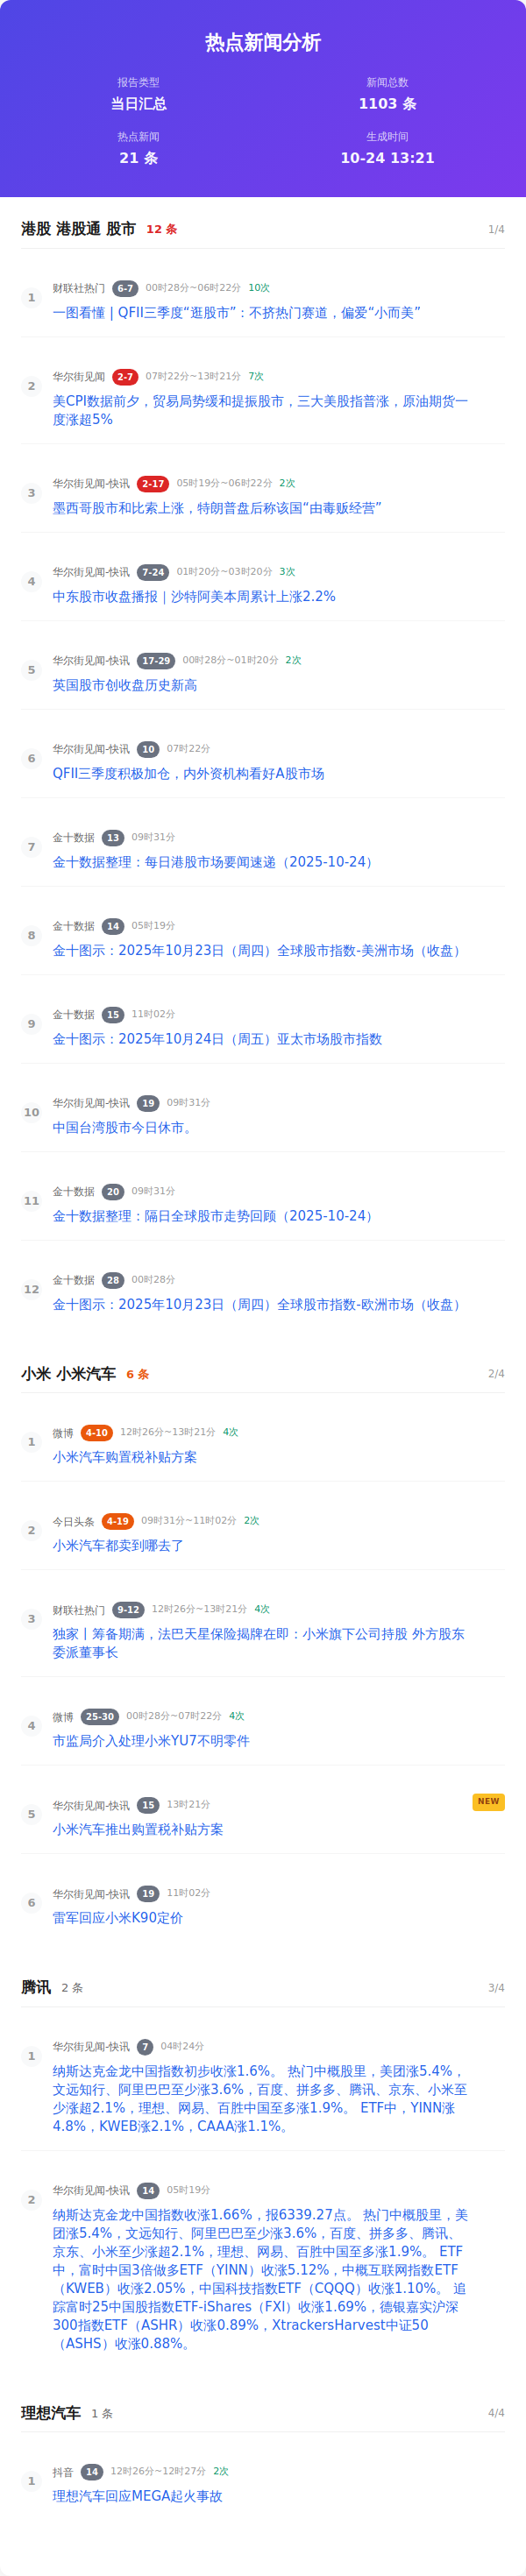 热点新闻分析
报告类型
新闻总数
当日汇总
1103 条
热点新闻
生成时间
21 条
10-24 13:21
港股 港股通 股市 12 条 1/4
1
财联社热门 6-7 00时28分~06时22分 10次
一图看懂 | QFII三季度“逛股市”：不挤热门赛道，偏爱“小而美”
2
华尔街见闻 2-7 07时22分~13时21分 7次
美CPI数据前夕，贸易局势缓和提振股市，三大美股指普涨，原油期货一
度涨超5%
3
华尔街见闻-快讯 2-17 05时19分~06时22分 2次
墨西哥股市和比索上涨，特朗普盘后称该国“由毒贩经营”
4
华尔街见闻-快讯 7-24 01时20分~03时20分 3次
中东股市收盘播报｜沙特阿美本周累计上涨2.2%
5
华尔街见闻-快讯 17-29 00时28分~01时20分 2次
英国股市创收盘历史新高
6
华尔街见闻-快讯 10 07时22分
QFII三季度积极加仓，内外资机构看好A股市场
7
金十数据 13 09时31分
金十数据整理：每日港股市场要闻速递（2025-10-24）
8
金十数据 14 05时19分
金十图示：2025年10月23日（周四）全球股市指数-美洲市场（收盘）
9
金十数据 15 11时02分
金十图示：2025年10月24日（周五）亚太市场股市指数
10
华尔街见闻-快讯 19 09时31分
中国台湾股市今日休市。
11
金十数据 20 09时31分
金十数据整理：隔日全球股市走势回顾（2025-10-24）
12
金十数据 28 00时28分
金十图示：2025年10月23日（周四）全球股市指数-欧洲市场（收盘）
小米 小米汽车 6 条 2/4
1
微博 4-10 12时26分~13时21分 4次
小米汽车购置税补贴方案
2
今日头条 4-19 09时31分~11时02分 2次
小米汽车都卖到哪去了
3
财联社热门 9-12 12时26分~13时21分 4次
独家丨筹备期满，法巴天星保险揭牌在即：小米旗下公司持股 外方股东
委派董事长
4
微博 25-30 00时28分~07时22分 4次
市监局介入处理小米YU7不明零件
5
华尔街见闻-快讯 15 13时21分 NEW
小米汽车推出购置税补贴方案
6
华尔街见闻-快讯 19 11时02分
雷军回应小米K90定价
腾讯 2 条 3/4
1
华尔街见闻-快讯 7 04时24分
纳斯达克金龙中国指数初步收涨1.6%。 热门中概股里，美团涨5.4%，
文远知行、阿里巴巴至少涨3.6%，百度、拼多多、腾讯、京东、小米至
少涨超2.1%，理想、网易、百胜中国至多涨1.9%。 ETF中，YINN涨
4.8%，KWEB涨2.1%，CAAA涨1.1%。
2
华尔街见闻-快讯 14 05时19分
纳斯达克金龙中国指数收涨1.66%，报6339.27点。 热门中概股里，美
团涨5.4%，文远知行、阿里巴巴至少涨3.6%，百度、拼多多、腾讯、
京东、小米至少涨超2.1%，理想、网易、百胜中国至多涨1.9%。 ETF
中，富时中国3倍做多ETF（YINN）收涨5.12%，中概互联网指数ETF
（KWEB）收涨2.05%，中国科技指数ETF（CQQQ）收涨1.10%。 追
踪富时25中国股指数ETF-iShares（FXI）收涨1.69%，德银嘉实沪深
300指数ETF（ASHR）收涨0.89%，XtrackersHarvest中证50
（ASHS）收涨0.88%。
理想汽车 1 条 4/4
1
抖音 14 12时26分~12时27分 2次
理想汽车回应MEGA起火事故